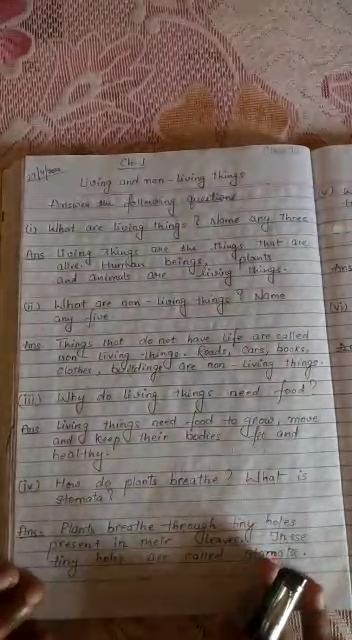 Ch-1
Living and non-living things
Answer the following questions
(i) What are living things? Name any three.
Ans Living things are the things that are
alive. Human beings, plants
and animals are living things.
(ii) What are non-living things? Name
any five.
Ans Things that do not have life are called
non living things. Roads, cars, books,
clothes, buildings are non-living things.
(iii) Why do living things need food?
Ans Living things need food to grow, move
and keep their bodies fit and
healthy.
(iv) How do plants breathe? What is
stomata?
Ans. Plants breathe through tiny holes
present in their leaves. These
tiny holes are called stomata.
(v)
Ans
(vi)